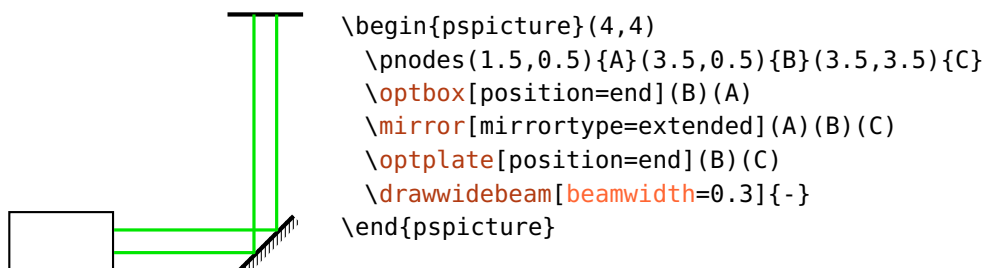 \begin{pspicture}(4,4)
  \pnodes(1.5,0.5){A}(3.5,0.5){B}(3.5,3.5){C}
  \optbox[position=end](B)(A)
  \mirror[mirrortype=extended](A)(B)(C)
  \optplate[position=end](B)(C)
  \drawwidebeam[beamwidth=0.3]{-}
\end{pspicture}